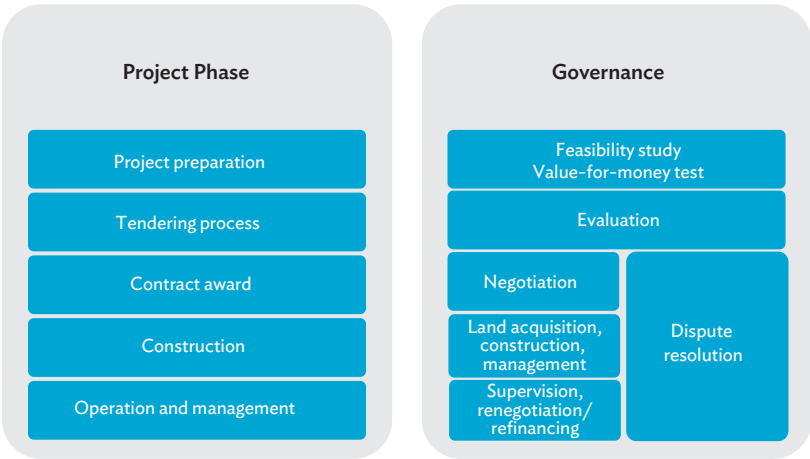 Project Phase
Project preparation
Tendering process
Contract award
Construction
Operation and management
Governance
Feasibility study
Value-for-money test
Evaluation
Negotiation
Land acquisition,
construction,
management
Supervision,
renegotiation/
refinancing
Dispute
resolution